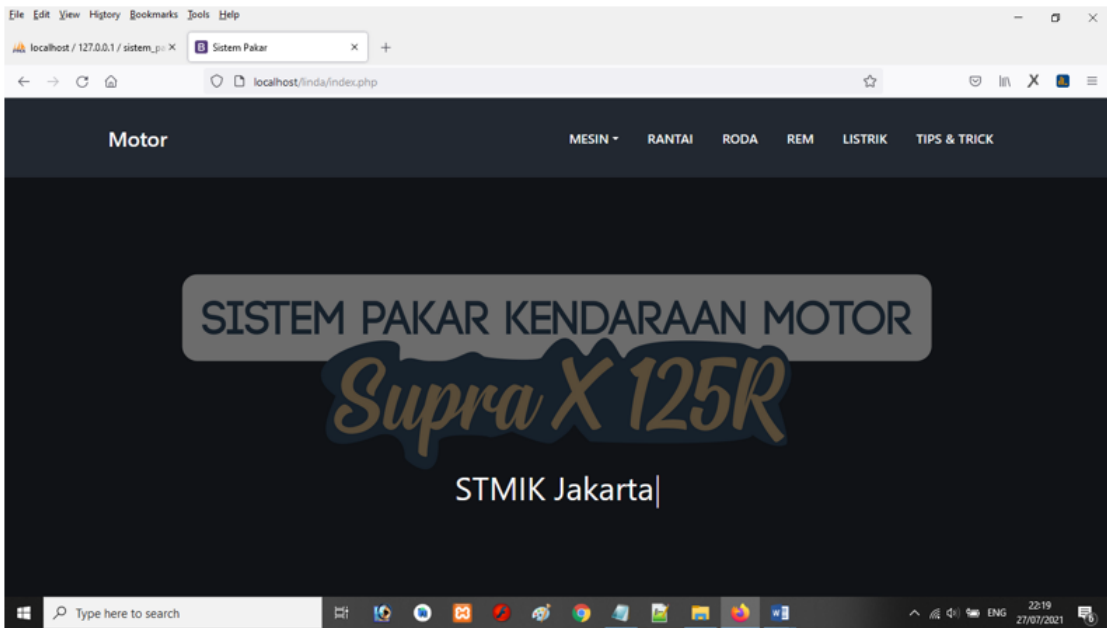 File Edit View History Bookmarks Tools Help
localhost / 127.0.0.1 / sistem_pa
Sistem Pakar
localhost/linda/index.php
Motor
MESIN RANTAI RODA REM LISTRIK TIPS & TRICK
SISTEM PAKAR KENDARAAN MOTOR
Supra X 125R
STMIK Jakarta
Type here to search
ENG
22:19
27/07/2021